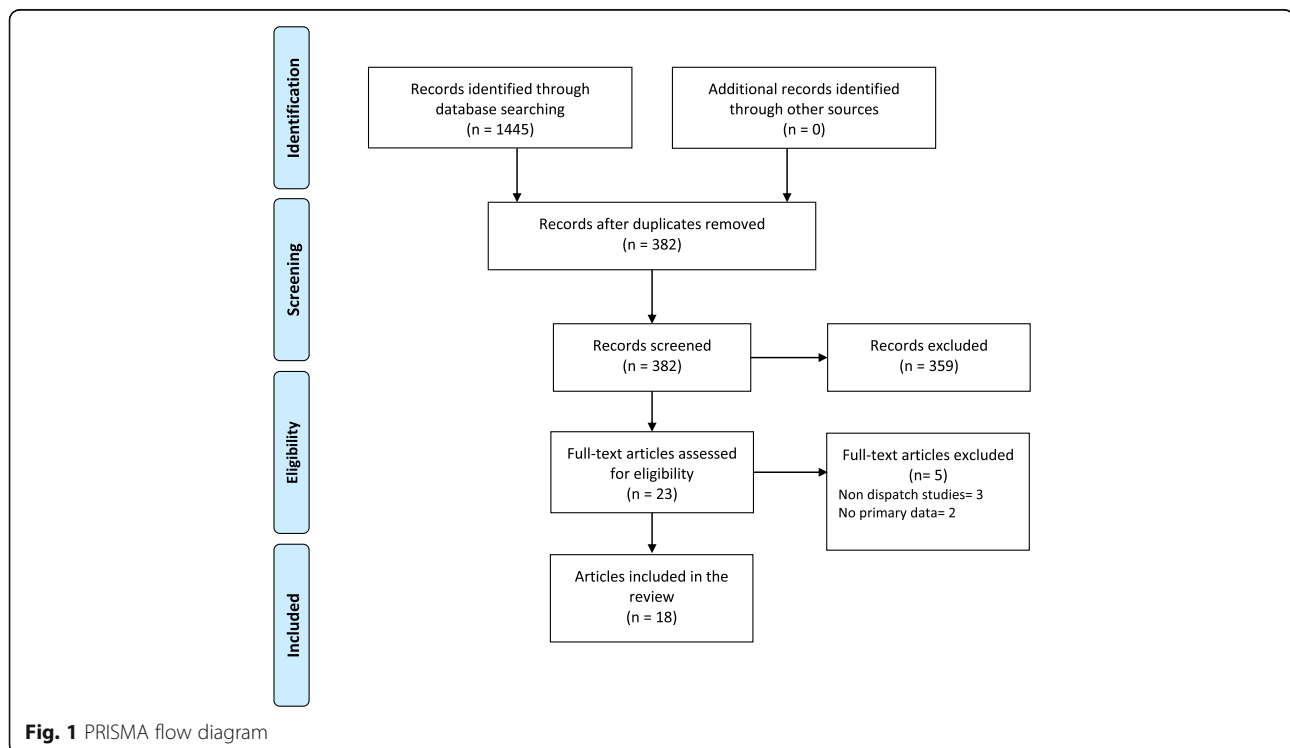 Identification
Records identified through
database searching
(n = 1445)
Additional records identified
through other sources
(n = 0)
Screening
Records after duplicates removed
(n = 382)
Records screened
(n = 382)
Records excluded
(n = 359)
Eligibility
Full-text articles assessed
for eligibility
(n = 23)
Full-text articles excluded
(n= 5)
Non dispatch studies= 3
No primary data= 2
Included
Articles included in the
review
(n = 18)
Fig. 1 PRISMA flow diagram